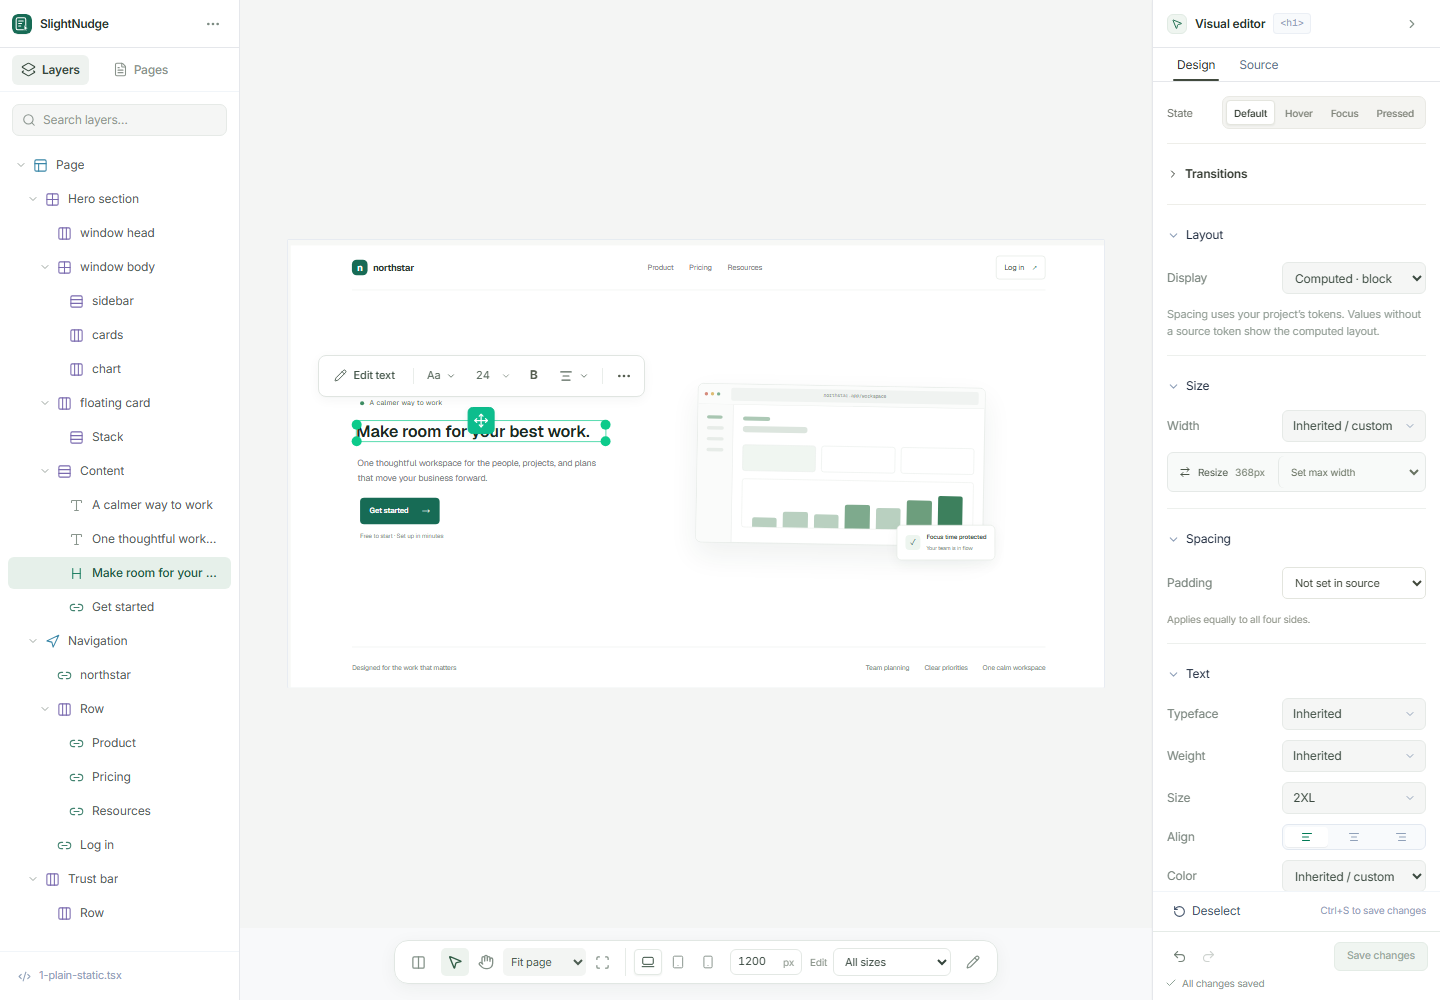 SlightNudge
Layers
Pages
Search layers...
Page
Hero section
window head
window body
sidebar
cards
chart
floating card
Stack
Content
A calmer way to work
One thoughtful work...
Make room for your ...
Get started
Navigation
northstar
Row
Product
Pricing
Resources
Log in
Trust bar
Row
1-plain-static.tsx
n northstar
Product Pricing Resources
Log in
Edit text Aa 24 B
A calmer way to work
Make room for your best work.
One thoughtful workspace for the people, projects, and plans
that move your business forward.
Get started
Free to start · Set up in minutes
northstar.app/workspace
Focus time protected
Your team is in flow
Designed for the work that matters
Team planning Clear priorities One calm workspace
Fit page
1200 px
Edit
All sizes
Visual editor <h1>
Design Source
State Default Hover Focus Pressed
Transitions
Layout
Display Computed · block
Spacing uses your project's tokens. Values without
a source token show the computed layout.
Size
Width Inherited / custom
Resize 368px Set max width
Spacing
Padding Not set in source
Applies equally to all four sides.
Text
Typeface Inherited
Weight Inherited
Size 2XL
Align
Color Inherited / custom
Deselect Ctrl+S to save changes
Save changes
All changes saved